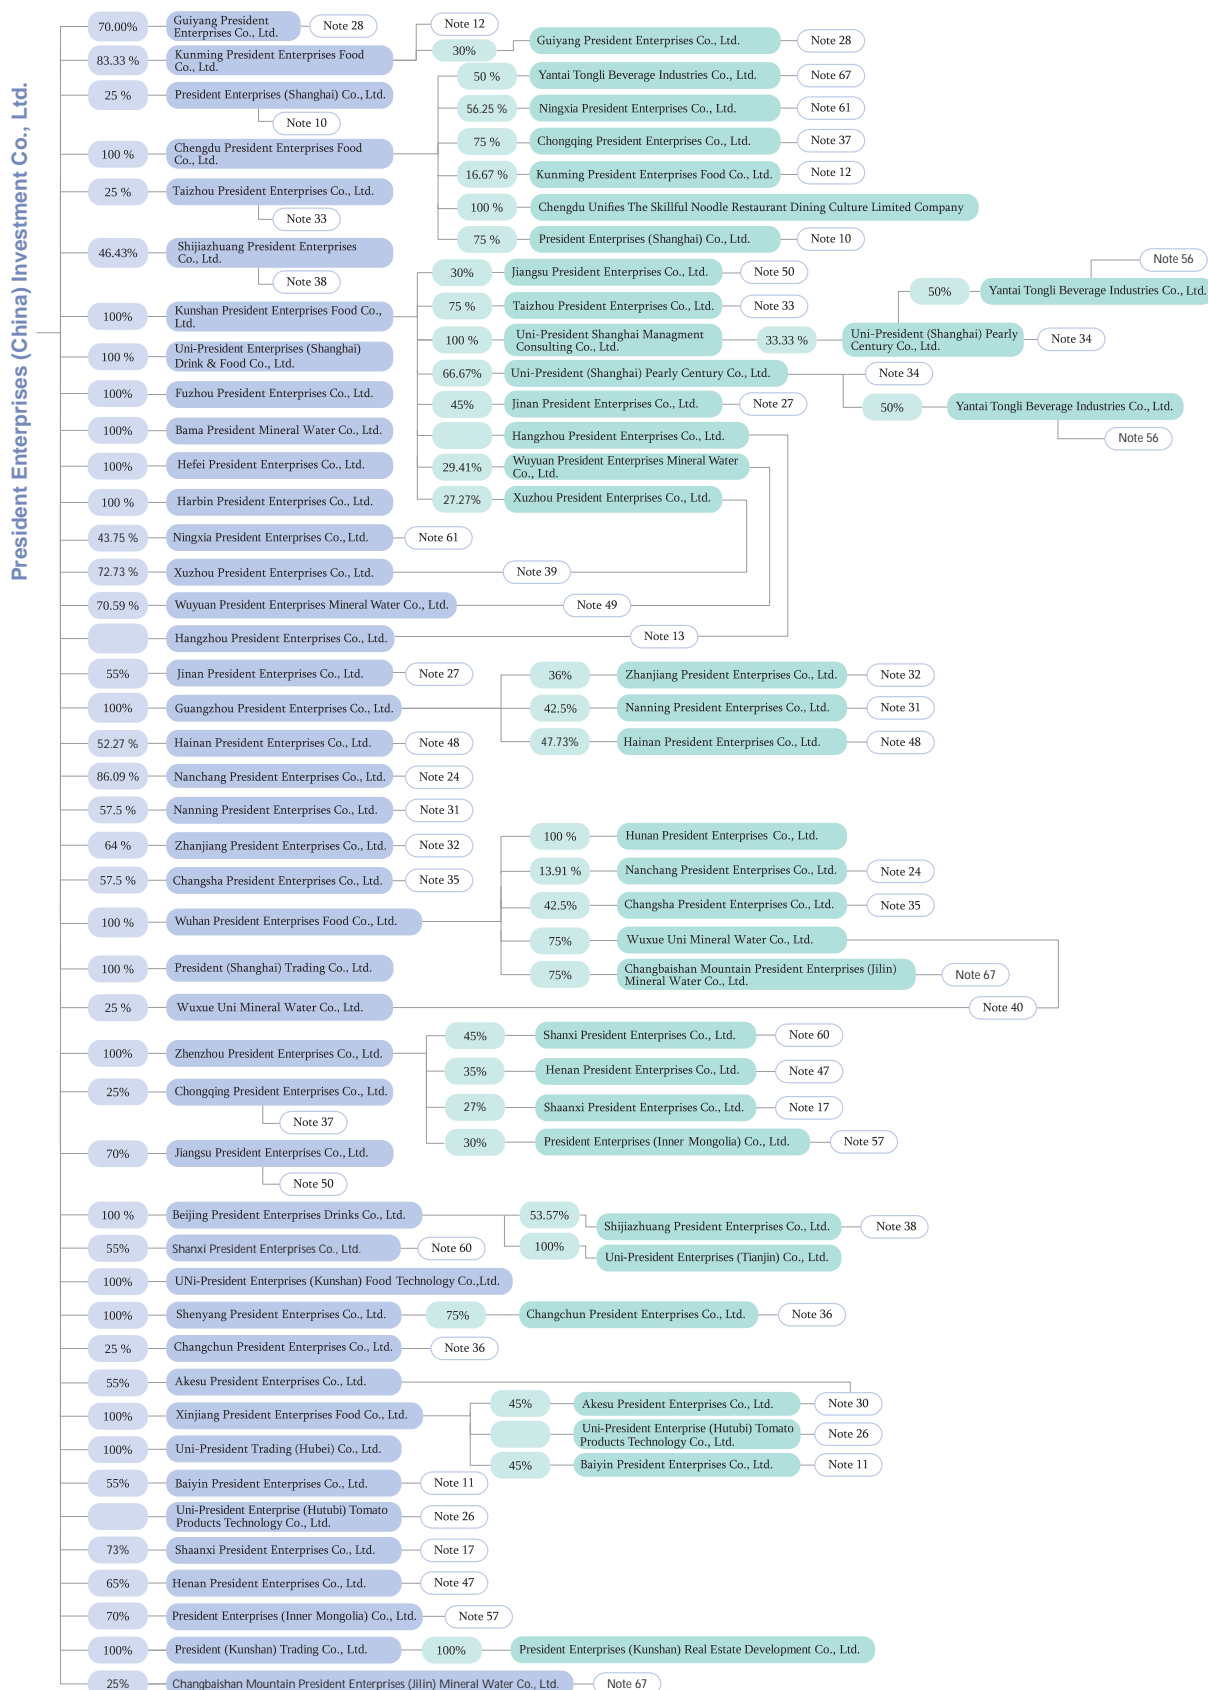 President Enterprises (China) Investment Co., Ltd.
70.00%
Guiyang President
Enterprises Co., Ltd.
Note 28
83.33 %
Kunming President Enterprises Food
Co., Ltd.
Note 12
30%
Guiyang President Enterprises Co., Ltd.
Note 28
25 %
President Enterprises (Shanghai) Co., Ltd.
Note 10
100 %
Chengdu President Enterprises Food
Co., Ltd.
50 %
Yantai Tongli Beverage Industries Co., Ltd.
Note 67
56.25 %
Ningxia President Enterprises Co., Ltd.
Note 61
75 %
Chongqing President Enterprises Co., Ltd.
Note 37
16.67 %
Kunming President Enterprises Food Co., Ltd.
Note 12
100 %
Chengdu Unifies The Skillful Noodle Restaurant Dining Culture Limited Company
75 %
President Enterprises (Shanghai) Co., Ltd.
Note 10
25 %
Taizhou President Enterprises Co., Ltd.
Note 33
46.43%
Shijiazhuang President Enterprises
Co., Ltd.
Note 38
100%
Kunshan President Enterprises Food Co.,
Ltd.
30%
Jiangsu President Enterprises Co., Ltd.
Note 50
75 %
Taizhou President Enterprises Co., Ltd.
Note 33
100 %
Uni-President Shanghai Managment
Consulting Co., Ltd.
33.33 %
Uni-President (Shanghai) Pearly
Century Co., Ltd.
Note 34
50%
Yantai Tongli Beverage Industries Co., Ltd.
Note 56
66.67%
Uni-President (Shanghai) Pearly Century Co., Ltd.
Note 34
50%
Yantai Tongli Beverage Industries Co., Ltd.
Note 56
45%
Jinan President Enterprises Co., Ltd.
Note 27
Hangzhou President Enterprises Co., Ltd.
29.41%
Wuyuan President Enterprises Mineral Water
Co., Ltd.
27.27%
Xuzhou President Enterprises Co., Ltd.
100 %
Uni-President Enterprises (Shanghai)
Drink & Food Co., Ltd.
100%
Fuzhou President Enterprises Co., Ltd.
100%
Bama President Mineral Water Co., Ltd.
100%
Hefei President Enterprises Co., Ltd.
100 %
Harbin President Enterprises Co., Ltd.
43.75 %
Ningxia President Enterprises Co., Ltd.
Note 61
72.73 %
Xuzhou President Enterprises Co., Ltd.
Note 39
70.59 %
Wuyuan President Enterprises Mineral Water Co., Ltd.
Note 49
Hangzhou President Enterprises Co., Ltd.
Note 13
55%
Jinan President Enterprises Co., Ltd.
Note 27
100%
Guangzhou President Enterprises Co., Ltd.
36%
Zhanjiang President Enterprises Co., Ltd.
Note 32
42.5%
Nanning President Enterprises Co., Ltd.
Note 31
47.73%
Hainan President Enterprises Co., Ltd.
Note 48
52.27 %
Hainan President Enterprises Co., Ltd.
Note 48
86.09 %
Nanchang President Enterprises Co., Ltd.
Note 24
57.5 %
Nanning President Enterprises Co., Ltd.
Note 31
64 %
Zhanjiang President Enterprises Co., Ltd.
Note 32
57.5 %
Changsha President Enterprises Co., Ltd.
Note 35
100 %
Wuhan President Enterprises Food Co., Ltd.
100 %
Hunan President Enterprises Co., Ltd.
13.91 %
Nanchang President Enterprises Co., Ltd.
Note 24
42.5%
Changsha President Enterprises Co., Ltd.
Note 35
75%
Wuxue Uni Mineral Water Co., Ltd.
75%
Changbaishan Mountain President Enterprises (Jilin)
Mineral Water Co., Ltd.
Note 67
100 %
President (Shanghai) Trading Co., Ltd.
25 %
Wuxue Uni Mineral Water Co., Ltd.
Note 40
100%
Zhenzhou President Enterprises Co., Ltd.
45%
Shanxi President Enterprises Co., Ltd.
Note 60
35%
Henan President Enterprises Co., Ltd.
Note 47
27%
Shaanxi President Enterprises Co., Ltd.
Note 17
30%
President Enterprises (Inner Mongolia) Co., Ltd.
Note 57
25%
Chongqing President Enterprises Co., Ltd.
Note 37
70%
Jiangsu President Enterprises Co., Ltd.
Note 50
100 %
Beijing President Enterprises Drinks Co., Ltd.
53.57%
Shijiazhuang President Enterprises Co., Ltd.
Note 38
100%
Uni-President Enterprises (Tianjin) Co., Ltd.
55%
Shanxi President Enterprises Co., Ltd.
Note 60
100%
UNi-President Enterprises (Kunshan) Food Technology Co.,Ltd.
100%
Shenyang President Enterprises Co., Ltd.
75%
Changchun President Enterprises Co., Ltd.
Note 36
25 %
Changchun President Enterprises Co., Ltd.
Note 36
55%
Akesu President Enterprises Co., Ltd.
100%
Xinjiang President Enterprises Food Co., Ltd.
45%
Akesu President Enterprises Co., Ltd.
Note 30
Uni-President Enterprise (Hutubi) Tomato
Products Technology Co., Ltd.
Note 26
45%
Baiyin President Enterprises Co., Ltd.
Note 11
100%
Uni-President Trading (Hubei) Co., Ltd.
55%
Baiyin President Enterprises Co., Ltd.
Note 11
Uni-President Enterprise (Hutubi) Tomato
Products Technology Co., Ltd.
Note 26
73%
Shaanxi President Enterprises Co., Ltd.
Note 17
65%
Henan President Enterprises Co., Ltd.
Note 47
70%
President Enterprises (Inner Mongolia) Co., Ltd.
Note 57
100%
President (Kunshan) Trading Co., Ltd.
100%
President Enterprises (Kunshan) Real Estate Development Co., Ltd.
25%
Changbaishan Mountain President Enterprises (Jilin) Mineral Water Co., Ltd.
Note 67